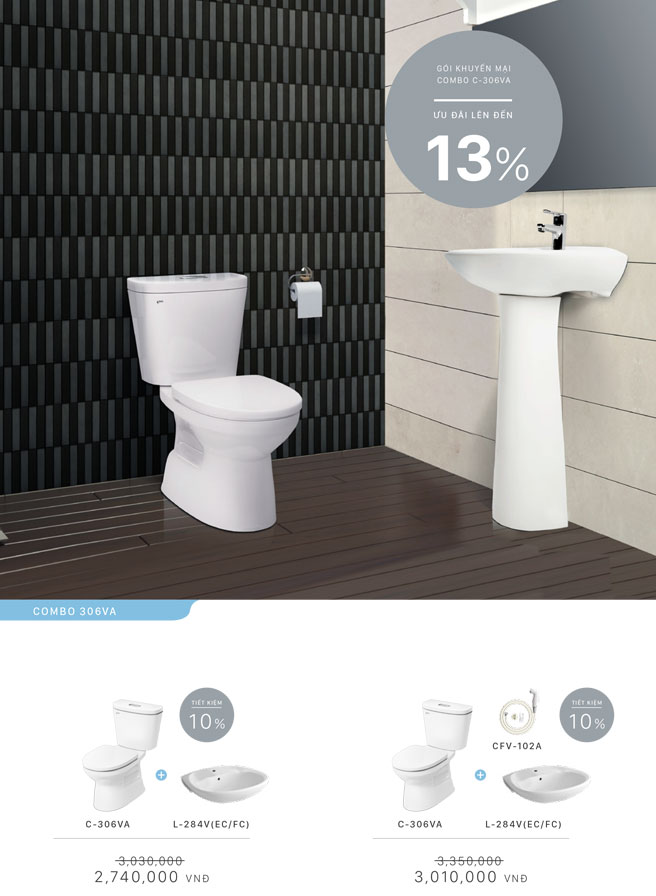 GÓI KHUYẾN MẠI
COMBO C-306VA
ƯU ĐÃI LÊN ĐẾN
13%
COMBO 306VA
TIẾT KIỆM
10%
C-306VA
L-284V(EC/FC)
3,030,000
2,740,000 VNĐ
TIẾT KIỆM
10%
CFV-102A
C-306VA
L-284V(EC/FC)
3,350,000
3,010,000 VNĐ